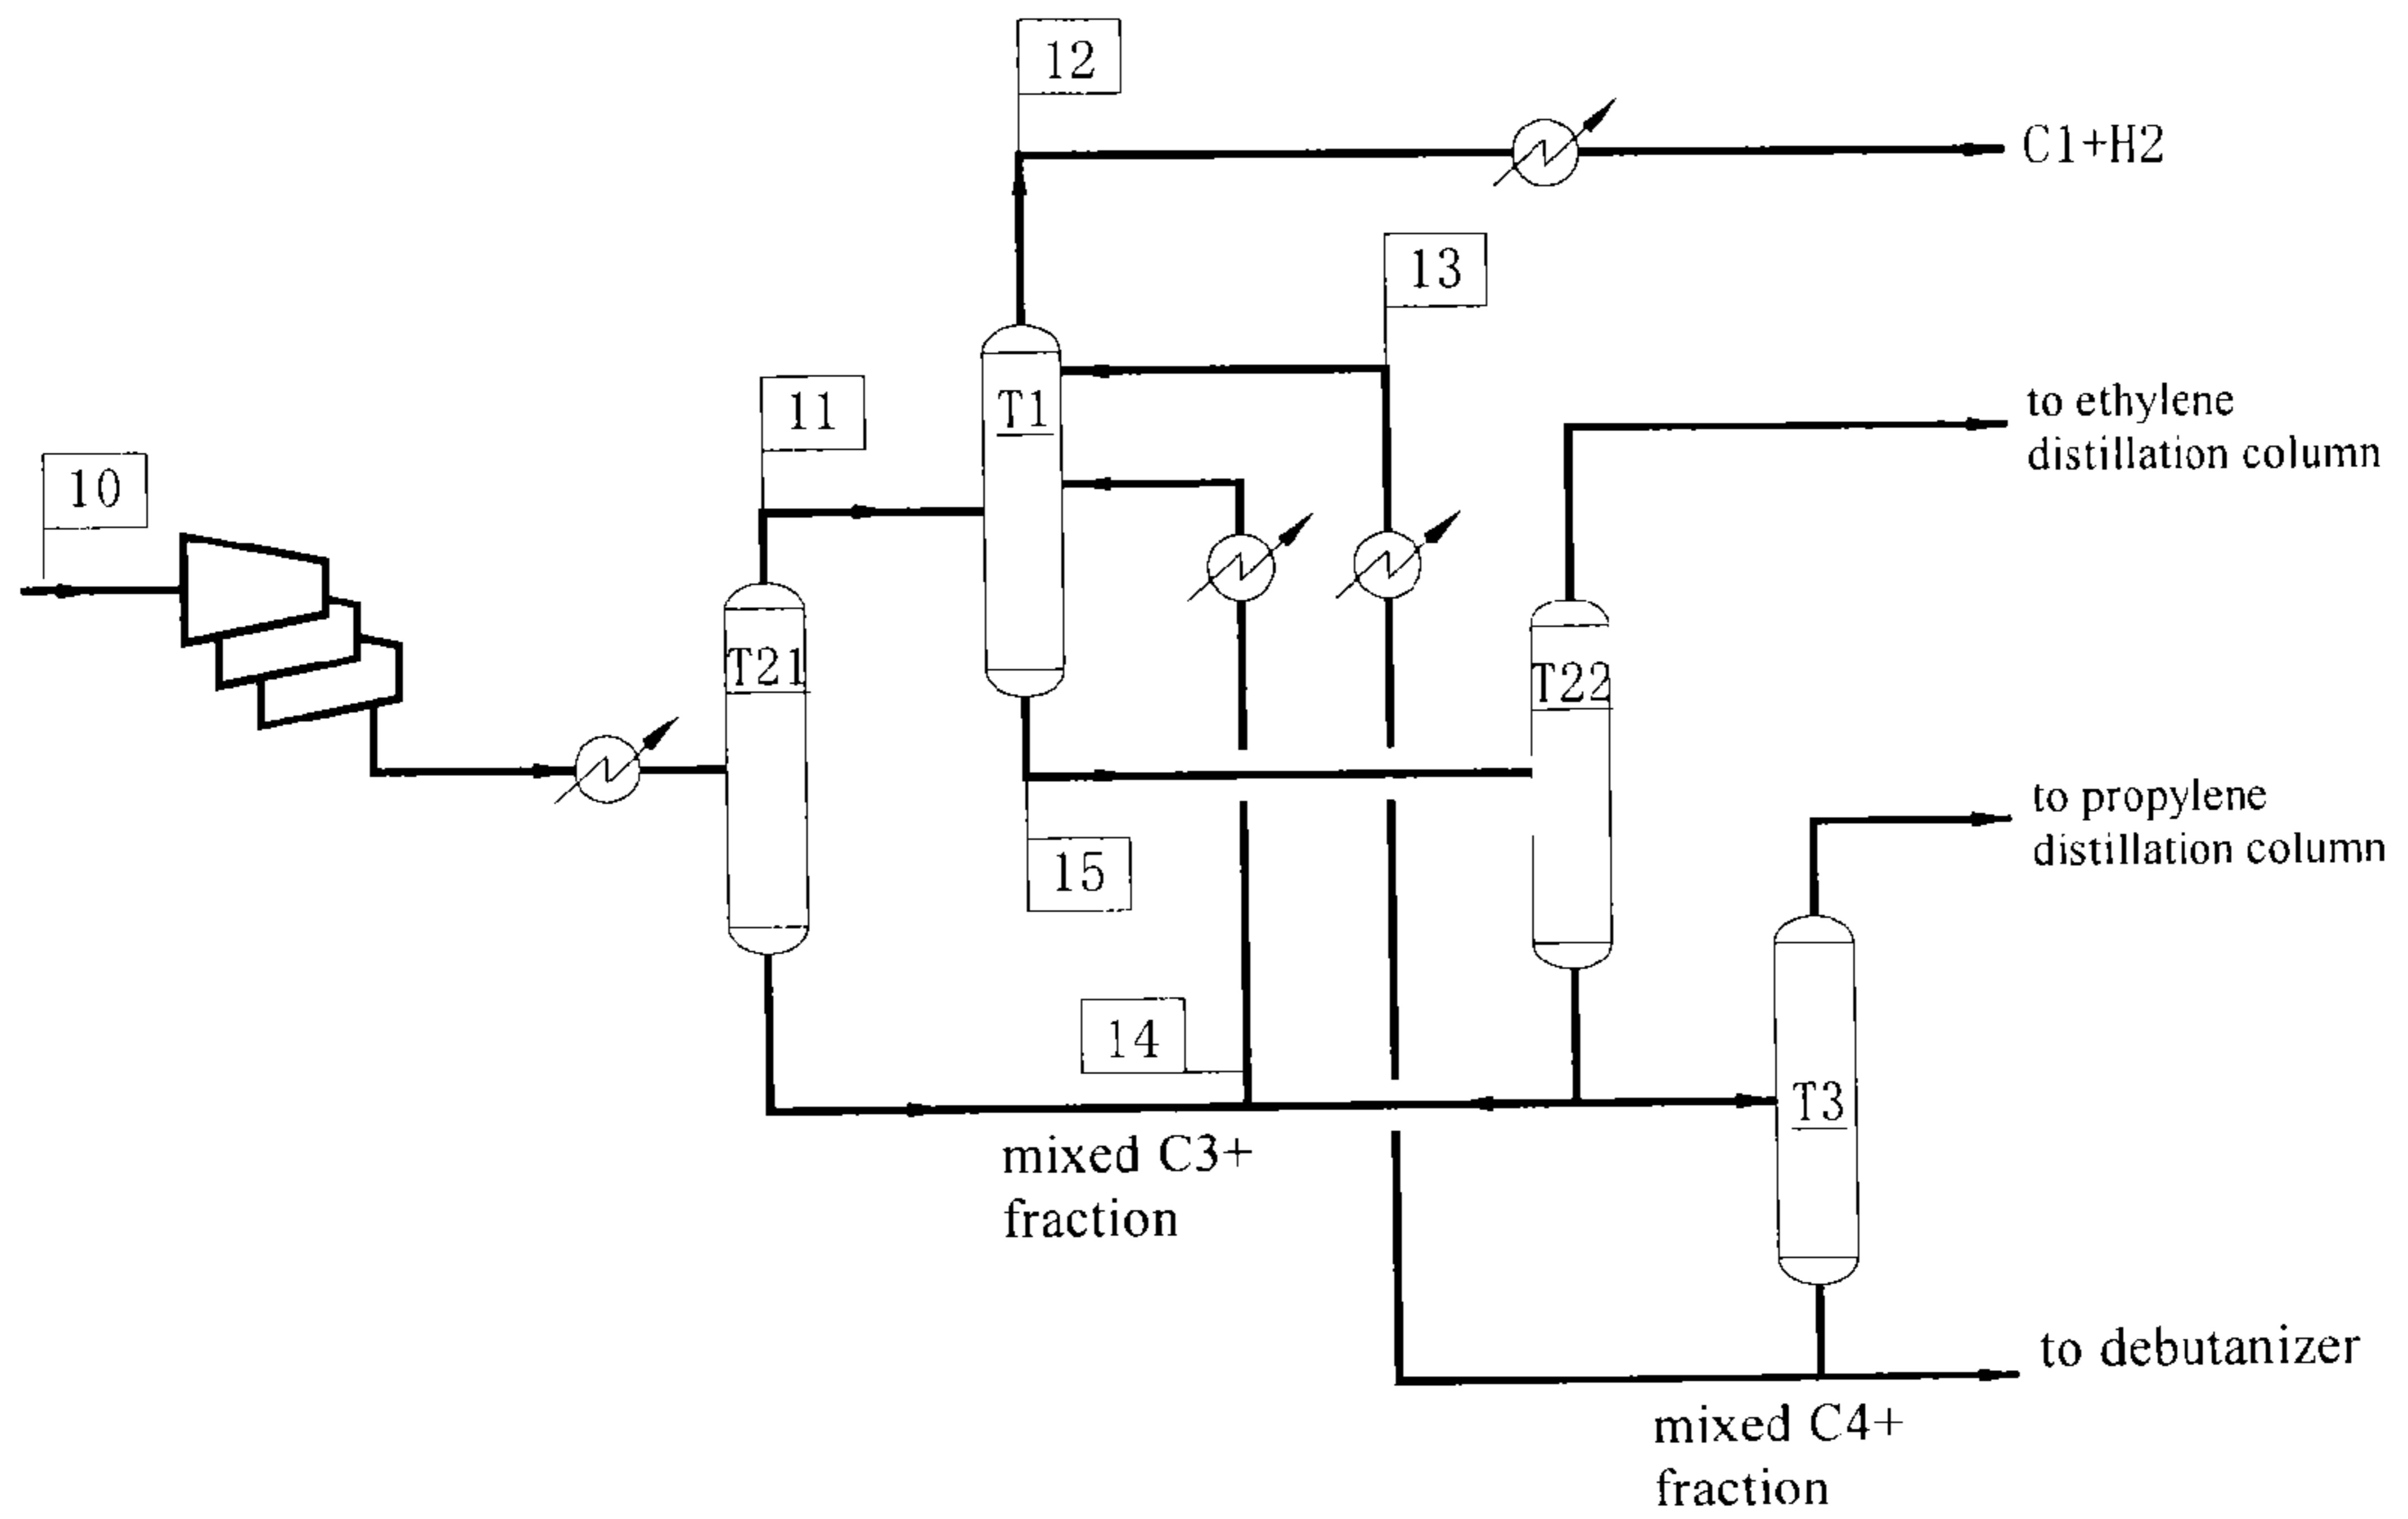 12
C1+H2
13
11
T1
to ethylene
distillation column
10
T21
T22
to propylene
distillation column
15
14
T3
mixed C3+
fraction
to debutanizer
mixed C4+
fraction